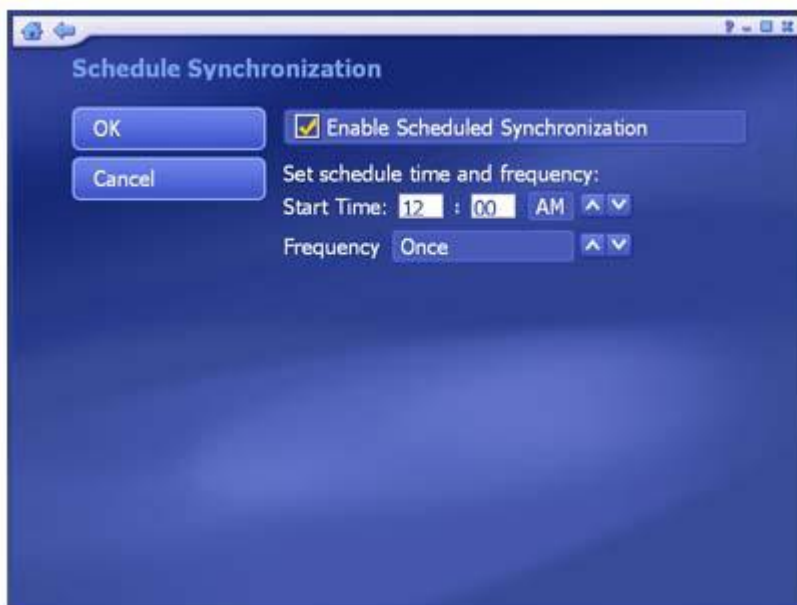 Schedule Synchronization
OK
Cancel
Enable Scheduled Synchronization
Set schedule time and frequency:
Start Time: 12 : 00 AM
Frequency Once